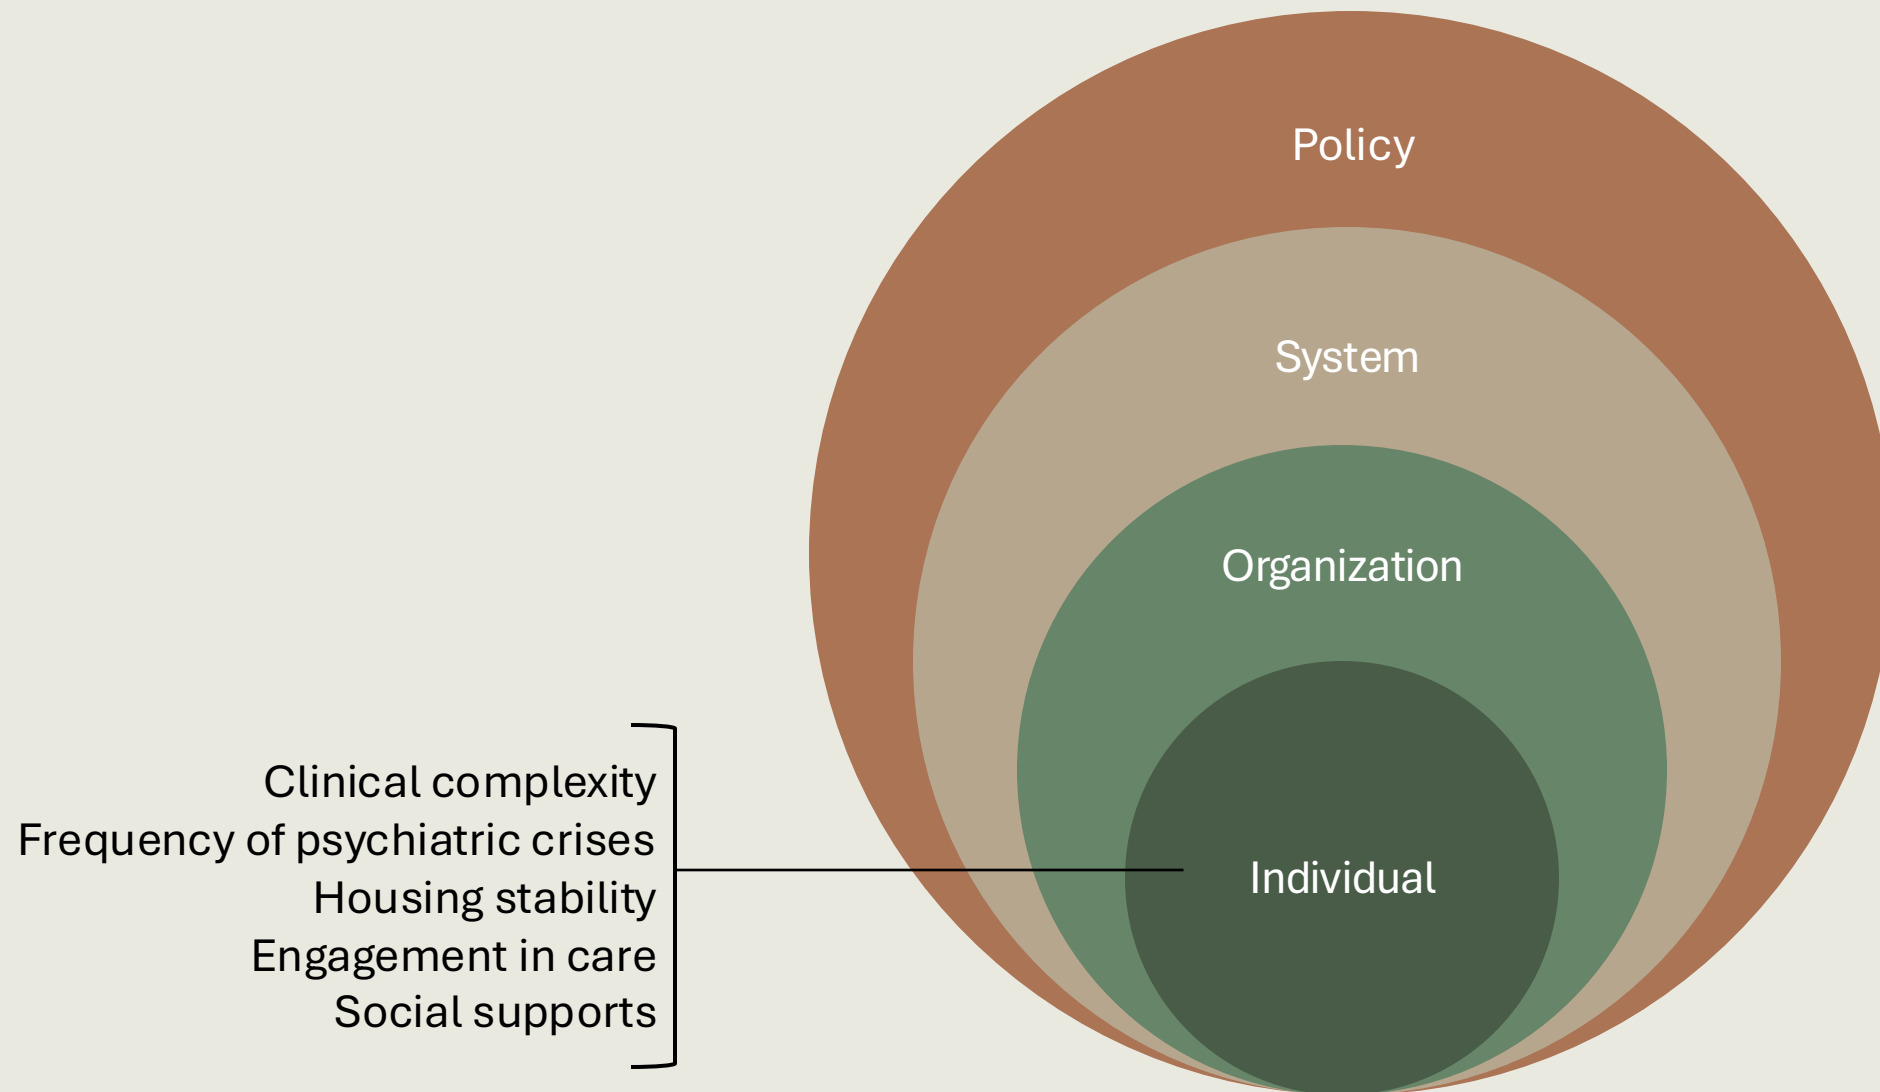 Policy
System
Organization
Individual
Clinical complexity
Frequency of psychiatric crises
Housing stability
Engagement in care
Social supports